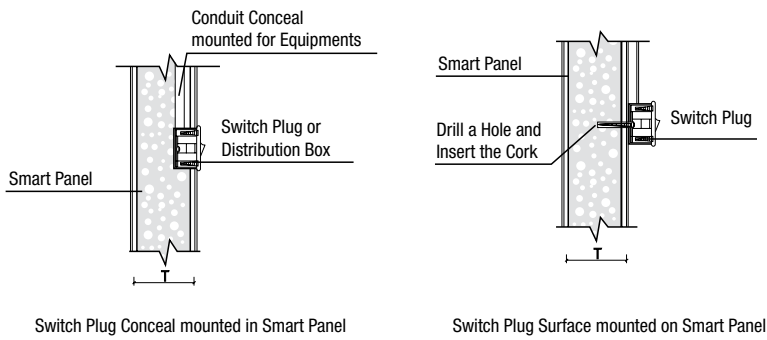 Conduit Conceal
mounted for Equipments
Switch Plug or
Distribution Box
Smart Panel
T
Switch Plug Conceal mounted in Smart Panel
Smart Panel
Switch Plug
Drill a Hole and
Insert the Cork
T
Switch Plug Surface mounted on Smart Panel